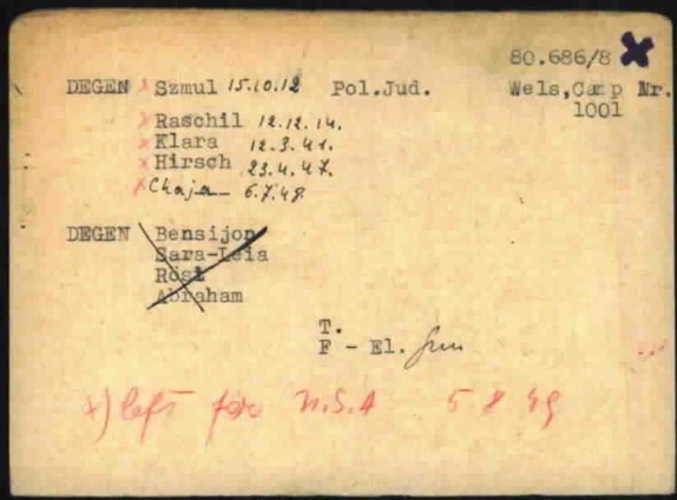 80.686/8
DEGEN x Szmul 15.10.12 Pol.Jud. Wels,Camp Nr.
1001
x Raschil 12.12.14.
x Klara 12.3.41.
x Hirsch 23.4.47.
x Chaja 6.7.48
DEGEN Bensijon
Sara-Leia
Rösl
Abraham
T.
F - El.
x) left for U.S.A 5 8 49